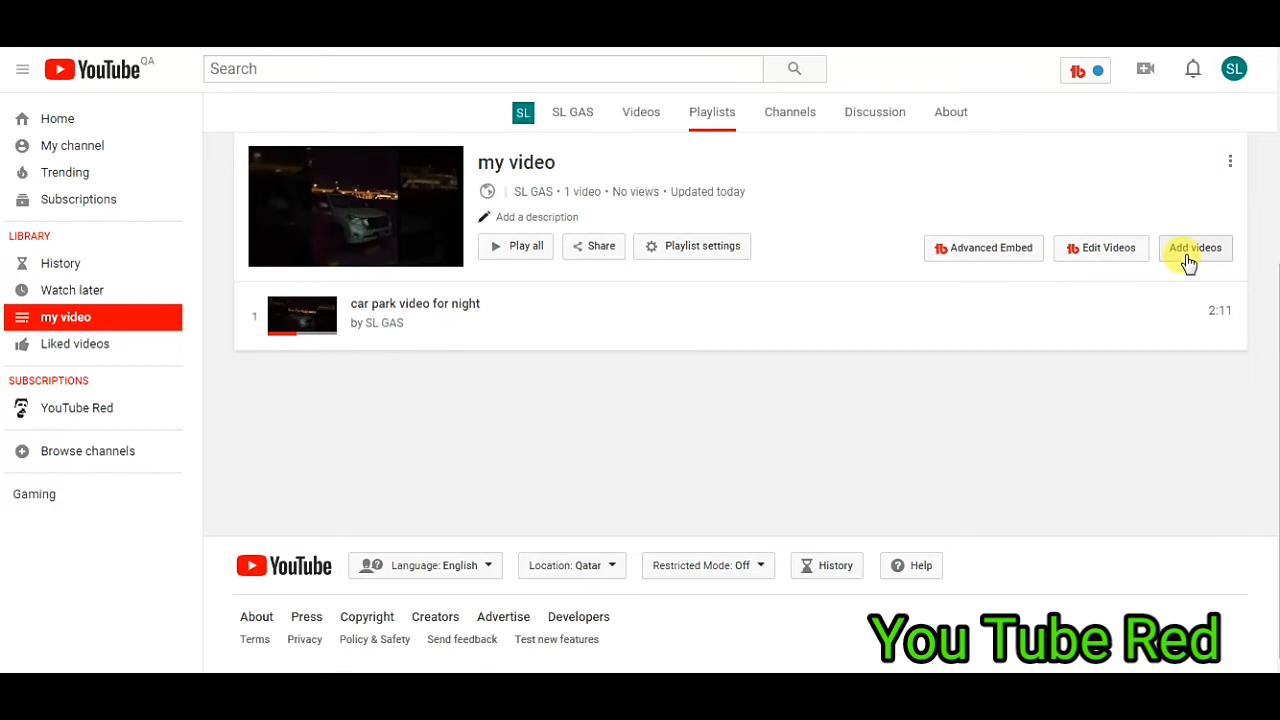 YouTube QA
Search
SL
Home
My channel
Trending
Subscriptions
LIBRARY
History
Watch later
my video
Liked videos
SUBSCRIPTIONS
YouTube Red
Browse channels
Gaming
SL SL GAS Videos Playlists Channels Discussion About
my video
SL GAS • 1 video • No views • Updated today
Add a description
Play all Share Playlist settings Advanced Embed Edit Videos Add videos
1 car park video for night 2:11
by SL GAS
YouTube Language: English Location: Qatar Restricted Mode: Off History Help
About Press Copyright Creators Advertise Developers
Terms Privacy Policy & Safety Send feedback Test new features
You Tube Red